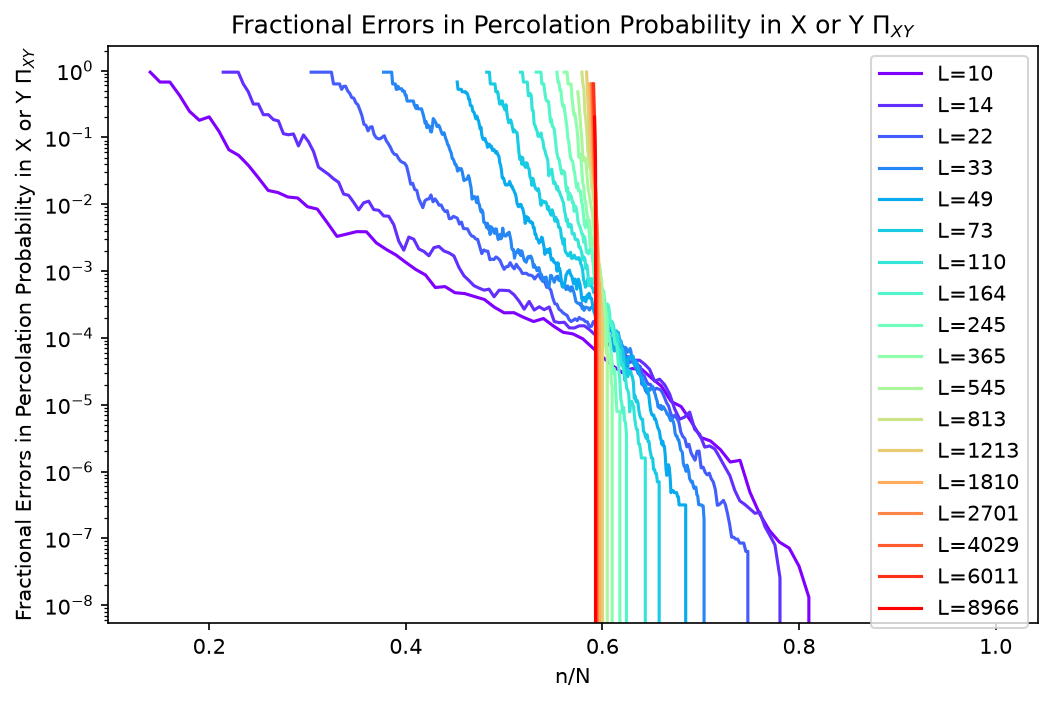 Fractional Errors in Percolation Probability in X or Y Π_XY
Fractional Errors in Percolation Probability in X or Y Π_XY
10⁰
10⁻¹
10⁻²
10⁻³
10⁻⁴
10⁻⁵
10⁻⁶
10⁻⁷
10⁻⁸
0.2
0.4
0.6
0.8
1.0
n/N
L=10
L=14
L=22
L=33
L=49
L=73
L=110
L=164
L=245
L=365
L=545
L=813
L=1213
L=1810
L=2701
L=4029
L=6011
L=8966